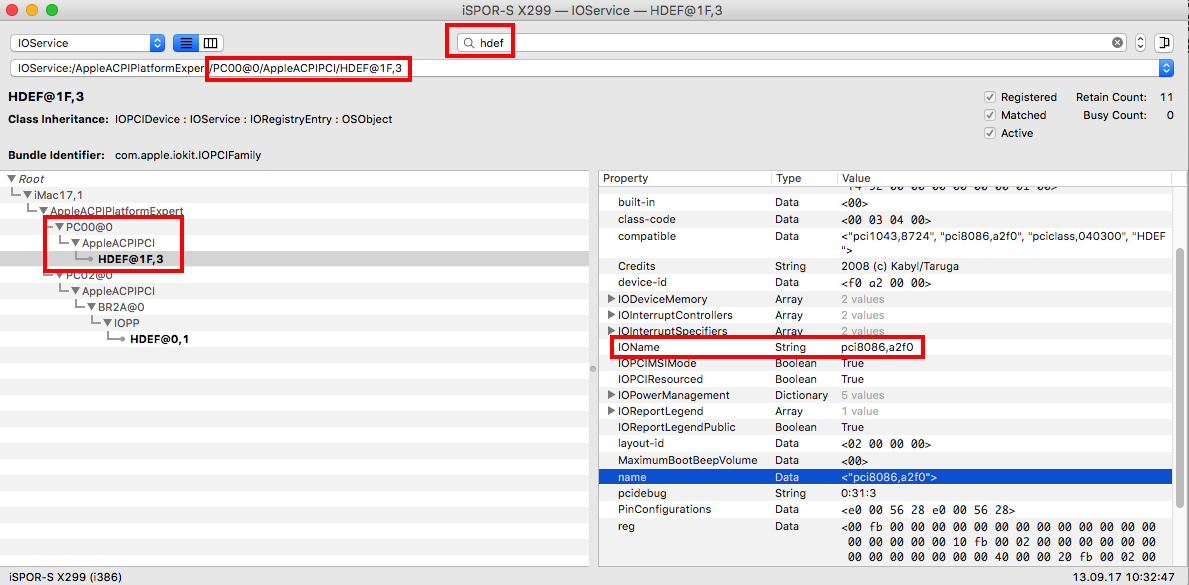 iSPOR-S X299 — IOService — HDEF@1F,3
IOService
hdef
IOService:/AppleACPIPlatformExpert/PC00@0/AppleACPIPCI/HDEF@1F,3
HDEF@1F,3
Class Inheritance: IOPCIDevice : IOService : IORegistryEntry : OSObject
Bundle Identifier: com.apple.iokit.IOPCIFamily
Registered Retain Count: 11
Matched Busy Count: 0
Active
Root
iMac17,1
AppleACPIPlatformExpert
PC00@0
AppleACPIPCI
HDEF@1F,3
PC02@0
AppleACPIPCI
BR2A@0
IOPP
HDEF@0,1
Property Type Value
built-in Data <00>
class-code Data <00 03 04 00>
compatible Data <"pci1043,8724", "pci8086,a2f0", "pciclass,040300", "HDEF
">
Credits String 2008 (c) Kabyl/Taruga
device-id Data <f0 a2 00 00>
IODeviceMemory Array 2 values
IOInterruptControllers Array 2 values
IOInterruptSpecifiers Array 2 values
IOName String pci8086,a2f0
IOPCIMSIMode Boolean True
IOPCIResourced Boolean True
IOPowerManagement Dictionary 5 values
IOReportLegend Array 1 value
IOReportLegendPublic Boolean True
layout-id Data <02 00 00 00>
MaximumBootBeepVolume Data <00>
name Data <"pci8086,a2f0">
pcidebug String 0:31:3
PinConfigurations Data <e0 00 56 28 e0 00 56 28>
reg Data <00 fb 00 00 00 00 00 00 00 00 00 00 00 00 00 00
00 00 00 00 00 10 fb 00 02 00 00 00 00 00 00
00 00 00 00 00 00 00 40 00 00 20 fb 00 02 00
iSPOR-S X299 (i386)
13.09.17 10:32:47